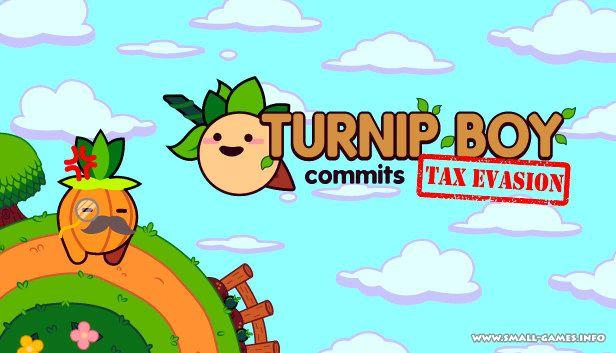 TURNIP BOY
commits TAX EVASION
WWW.SMALL-GAMES.INFO